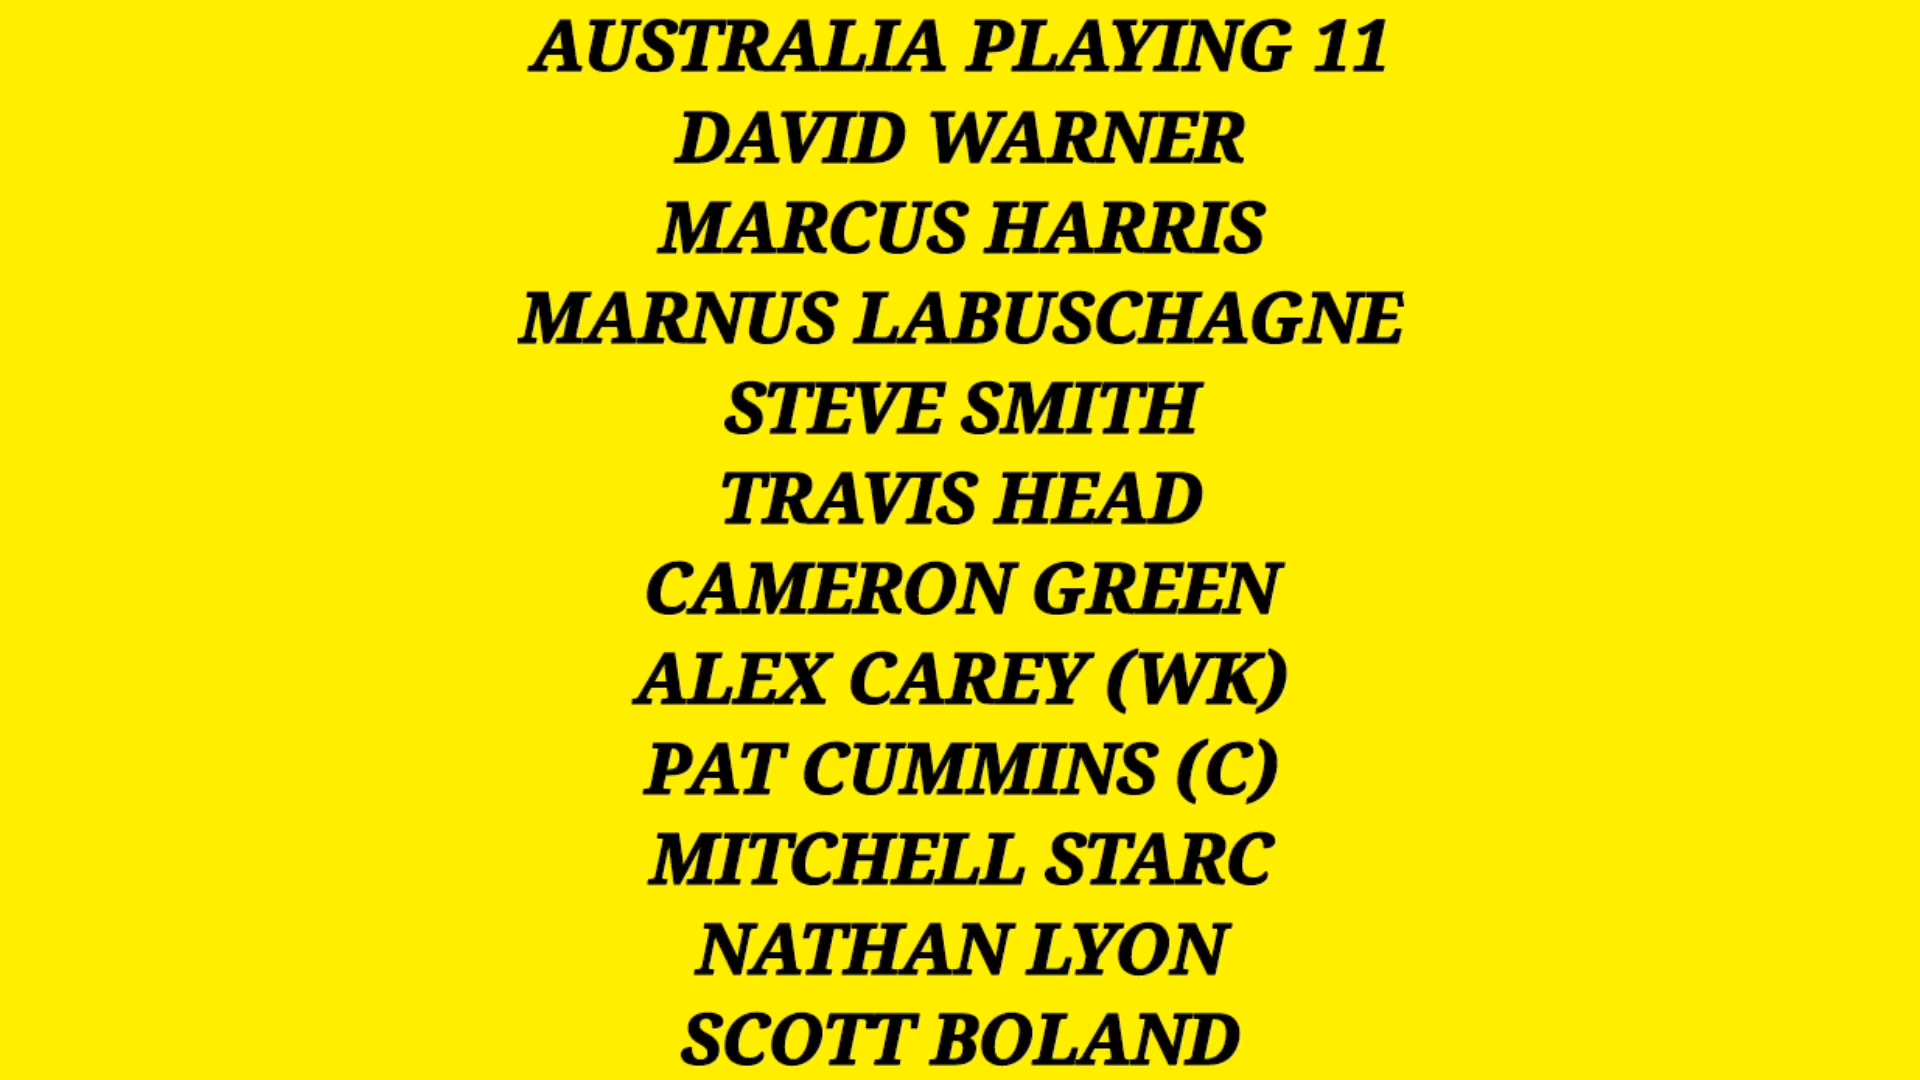 AUSTRALIA PLAYING 11
DAVID WARNER
MARCUS HARRIS
MARNUS LABUSCHAGNE
STEVE SMITH
TRAVIS HEAD
CAMERON GREEN
ALEX CAREY (WK)
PAT CUMMINS (C)
MITCHELL STARC
NATHAN LYON
SCOTT BOLAND